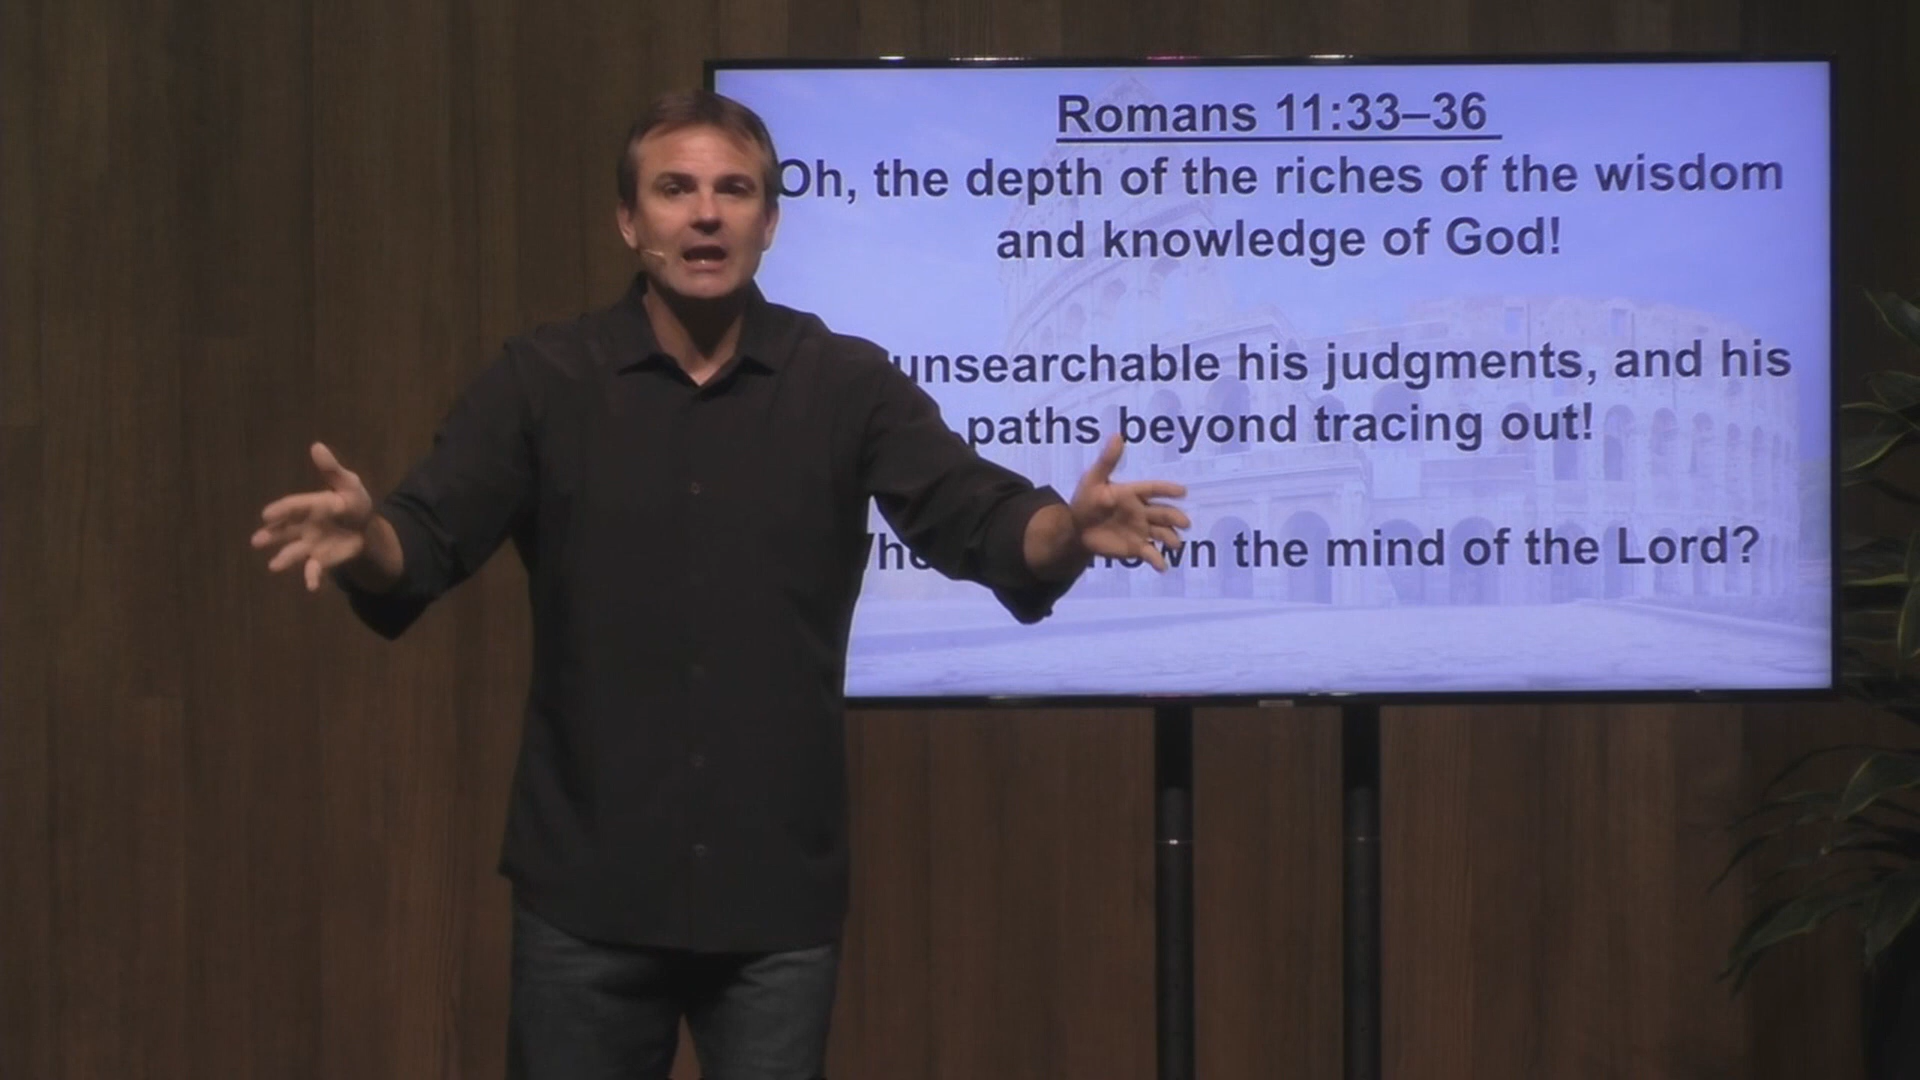 Romans 11:33–36
Oh, the depth of the riches of the wisdom
and knowledge of God!
unsearchable his judgments, and his
paths beyond tracing out!
the mind of the Lord?